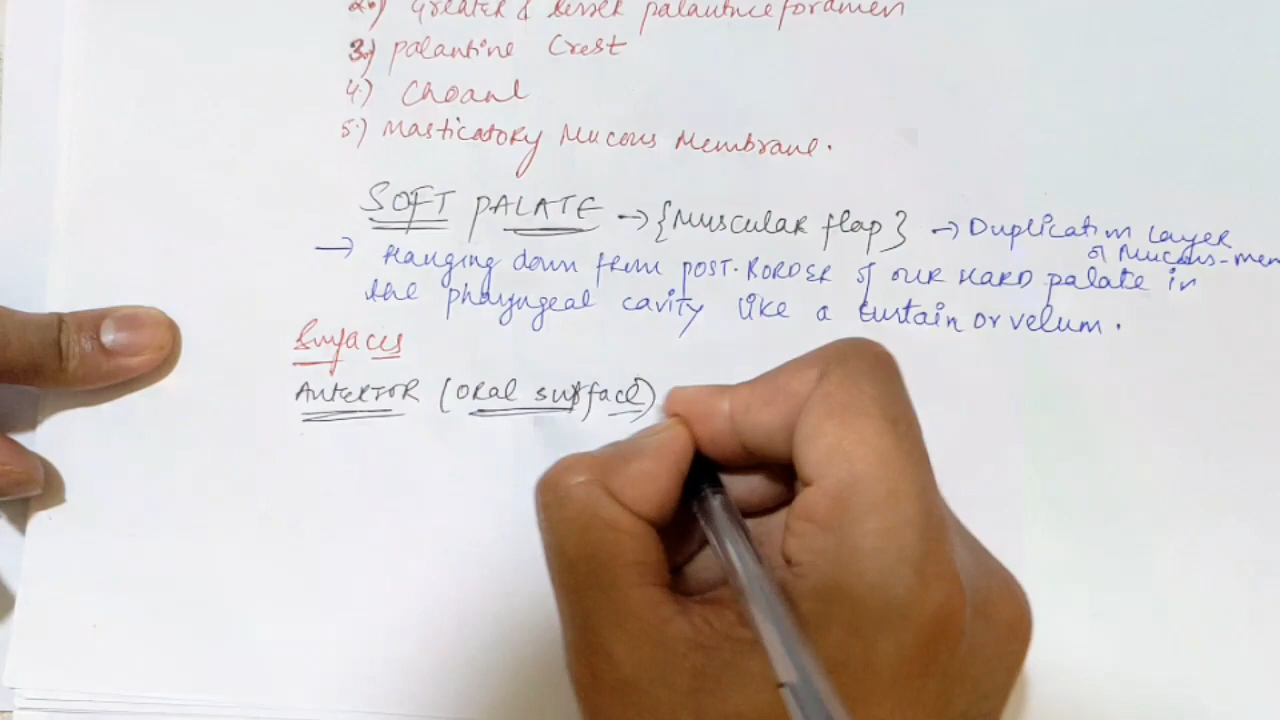 2.) Greater & lesser palantine foramen
3.) palantine Crest
4.) Choanl
5.) Masticatory Mucous Membrane.
SOFT PALATE → {Muscular flap} → Duplication Layer
of Mucous-mem
→ Hanging down from POST. BORDER of our HARD palate in
the pharyngeal cavity like a curtain or velum.
Surfaces
ANTERIOR (oral surface)